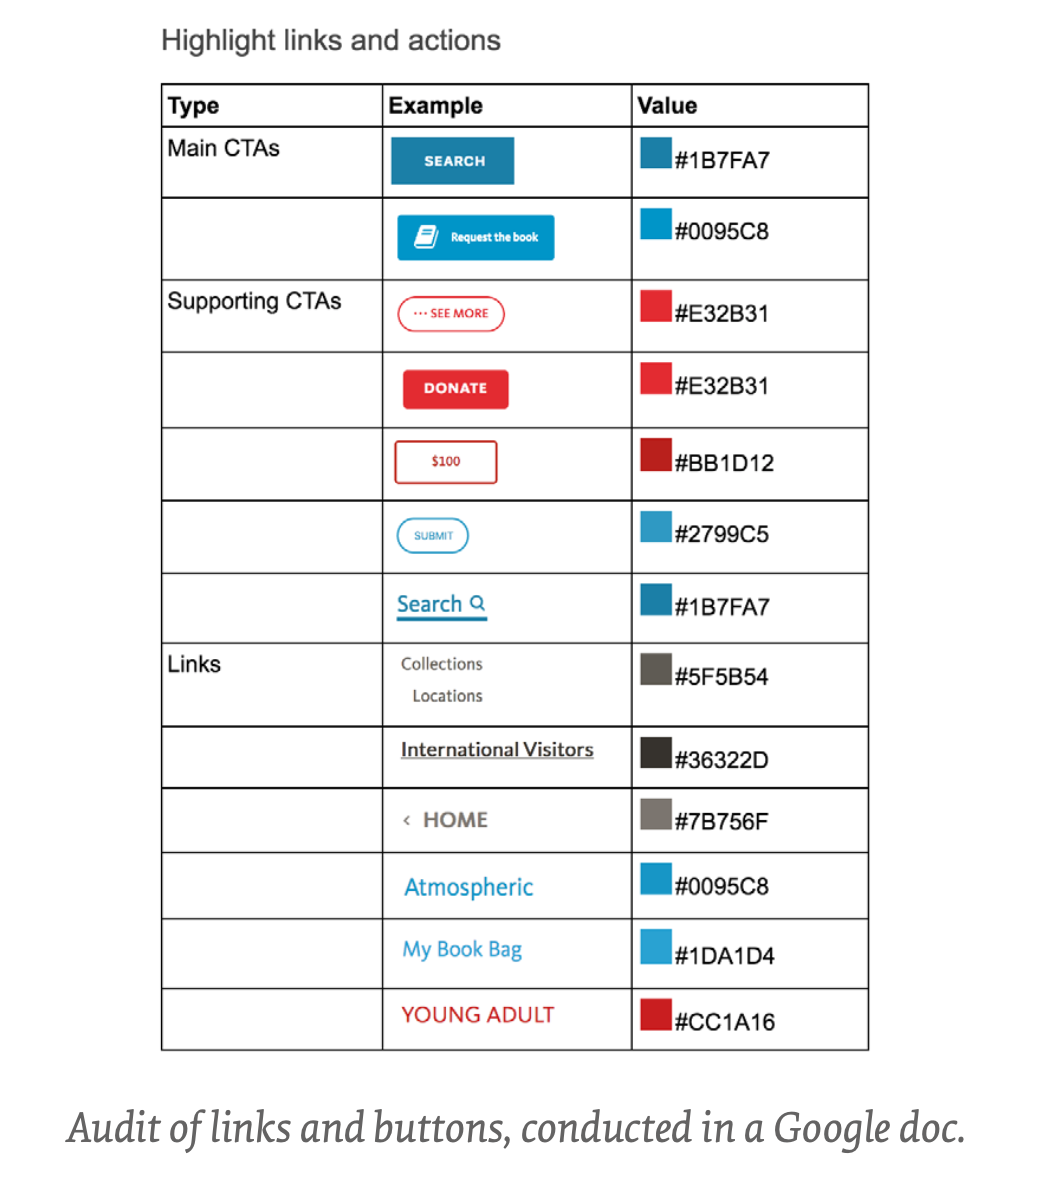 Highlight links and actions
Type Example Value
Main CTAs SEARCH #1B7FA7
Request the book #0095C8
Supporting CTAs ··· SEE MORE #E32B31
DONATE #E32B31
$100 #BB1D12
SUBMIT #2799C5
Search #1B7FA7
Links Collections #5F5B54
Locations
International Visitors #36322D
< HOME #7B756F
Atmospheric #0095C8
My Book Bag #1DA1D4
YOUNG ADULT #CC1A16
Audit of links and buttons, conducted in a Google doc.